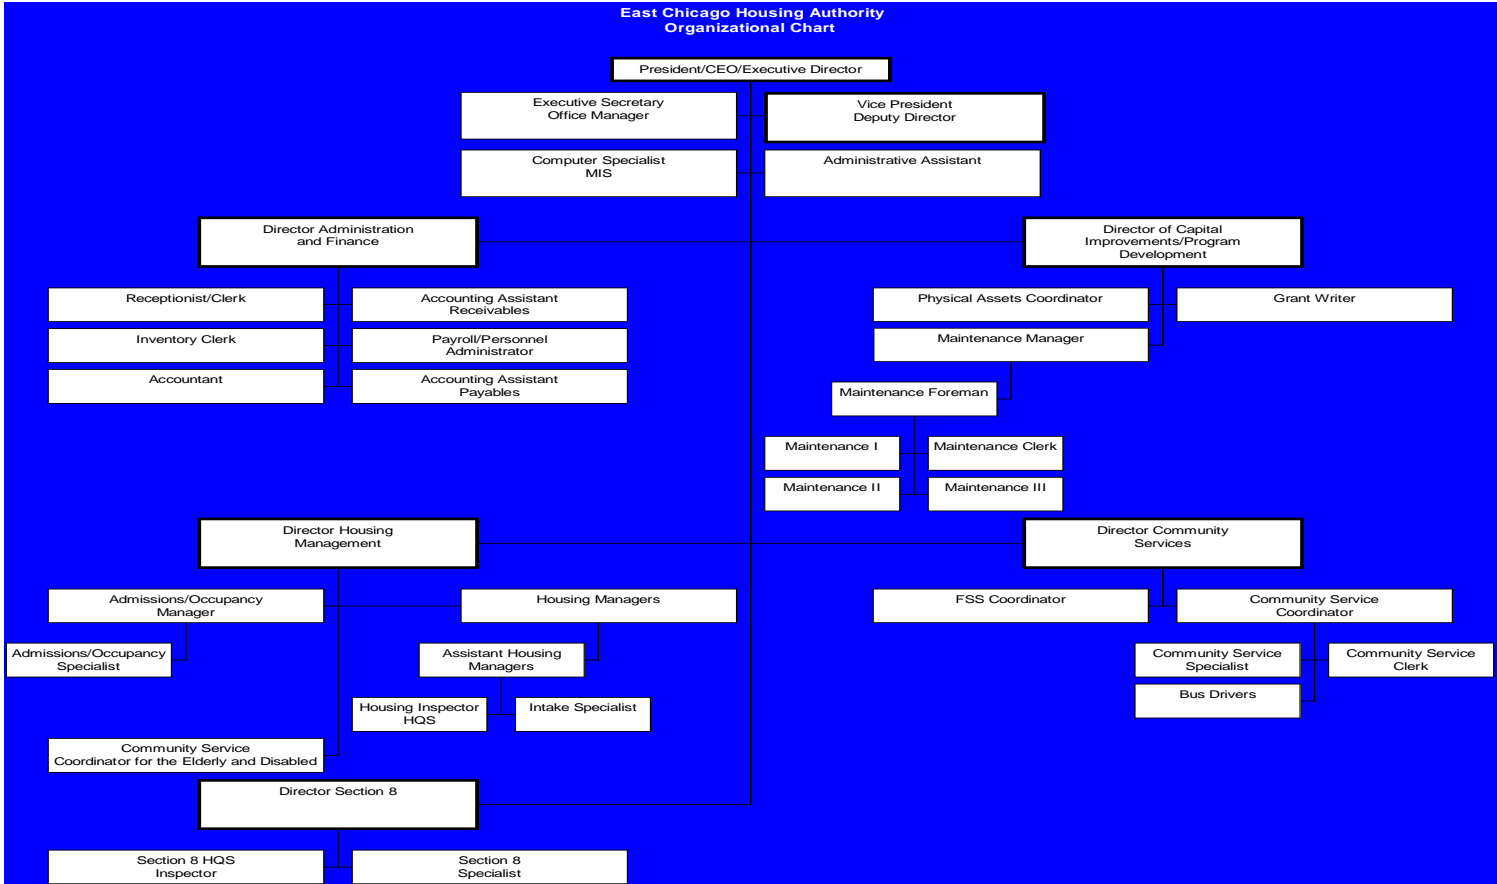 East Chicago Housing Authority
Organizational Chart
President/CEO/Executive Director
Executive Secretary
Office Manager
Vice President
Deputy Director
Computer Specialist
MIS
Administrative Assistant
Director Administration
and Finance
Director of Capital
Improvements/Program
Development
Receptionist/Clerk
Accounting Assistant
Receivables
Physical Assets Coordinator
Grant Writer
Inventory Clerk
Payroll/Personnel
Administrator
Maintenance Manager
Accountant
Accounting Assistant
Payables
Maintenance Foreman
Maintenance I
Maintenance Clerk
Maintenance II
Maintenance III
Director Housing
Management
Director Community
Services
Admissions/Occupancy
Manager
Housing Managers
FSS Coordinator
Community Service
Coordinator
Admissions/Occupancy
Specialist
Assistant Housing
Managers
Community Service
Specialist
Community Service
Clerk
Housing Inspector
HQS
Intake Specialist
Bus Drivers
Community Service
Coordinator for the Elderly and Disabled
Director Section 8
Section 8 HQS
Inspector
Section 8
Specialist